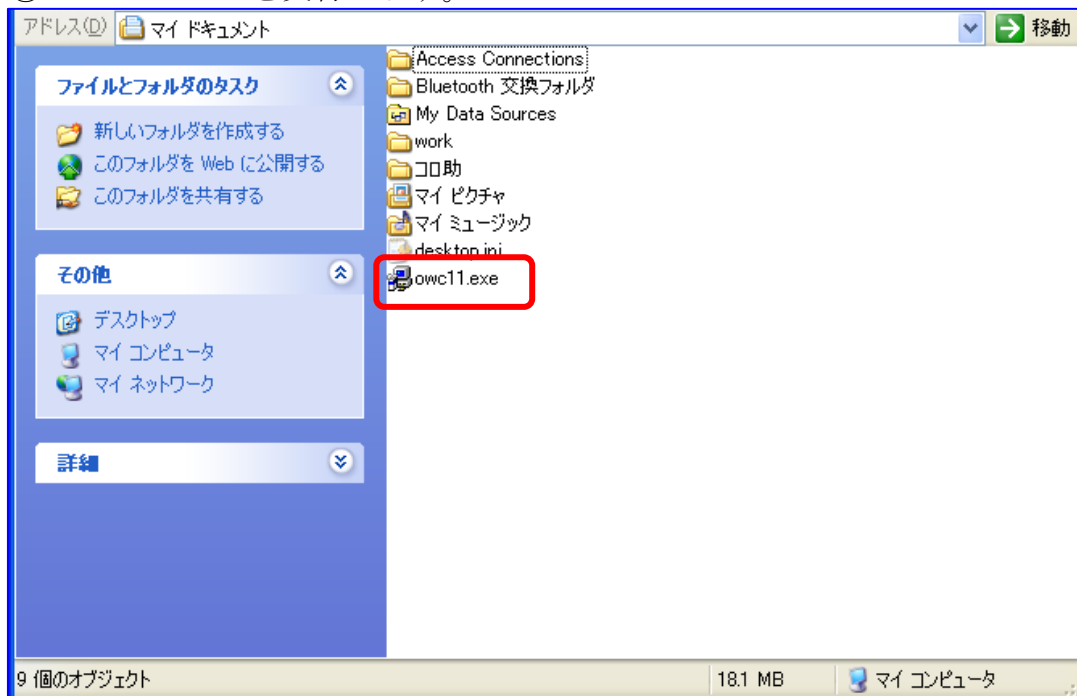 アドレス(D) マイ ドキュメント 移動
ファイルとフォルダのタスク
新しいフォルダを作成する
このフォルダを Web に公開する
このフォルダを共有する
その他
デスクトップ
マイ コンピュータ
マイ ネットワーク
詳細
Access Connections
Bluetooth 交換フォルダ
My Data Sources
work
コロ助
マイ ピクチャ
マイ ミュージック
desktop.ini
owc11.exe
9 個のオブジェクト 18.1 MB マイ コンピュータ